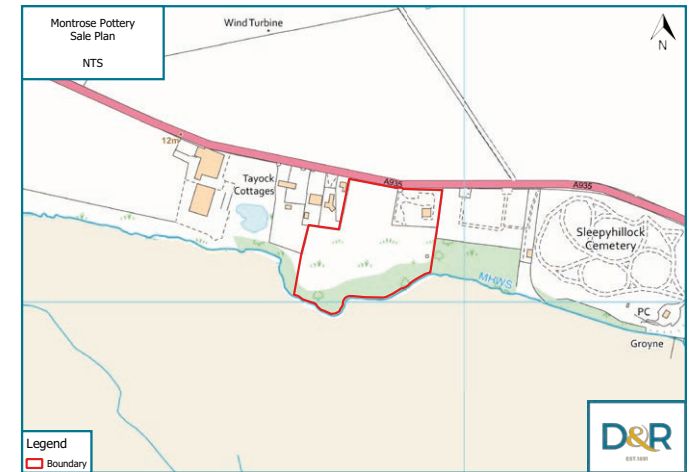 Montrose Pottery
Sale Plan
NTS
Wind Turbine
N
12m
Tayock
Cottages
A935
A935
Sleepyhillock
Cemetery
MHWS
PC
Groyne
Legend
Boundary
D&R
EST.1891